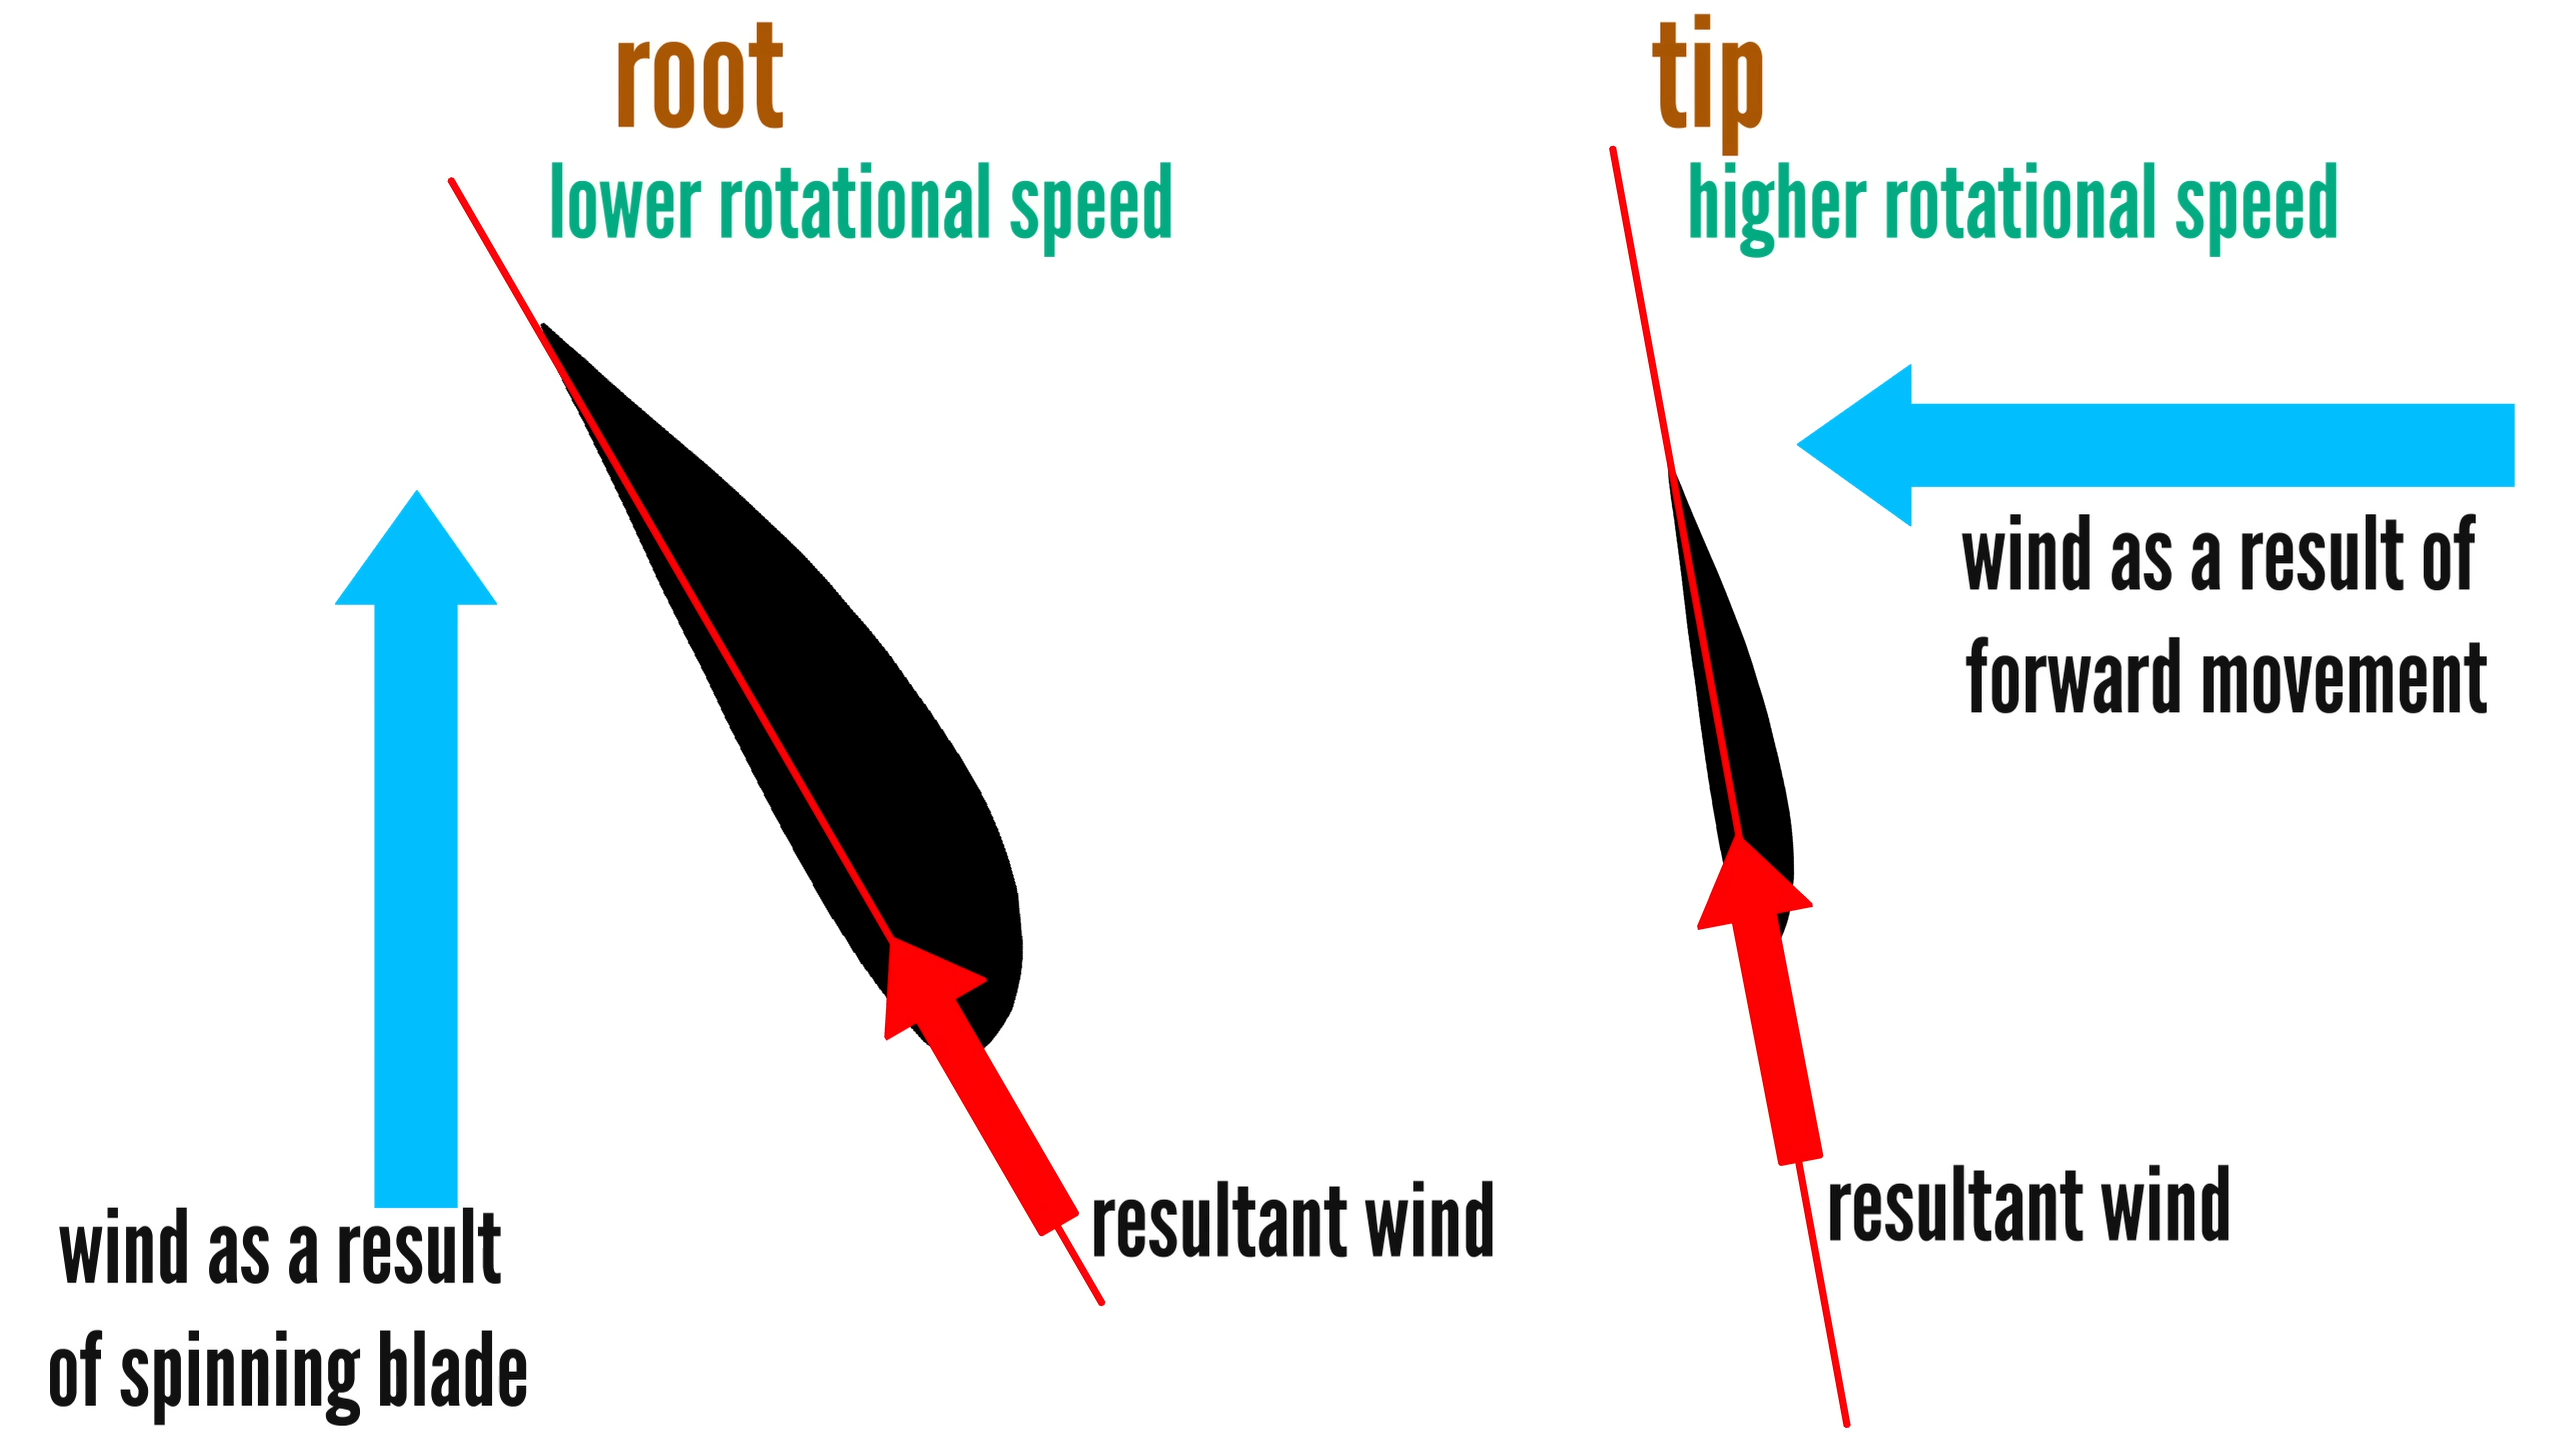 root
lower rotational speed
tip
higher rotational speed
wind as a result of
forward movement
resultant wind
resultant wind
wind as a result
of spinning blade